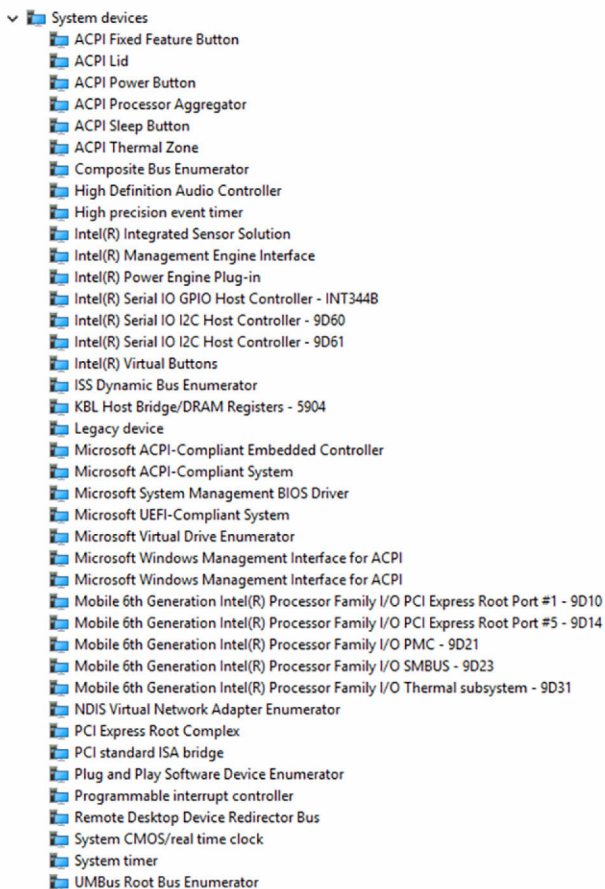 System devices
ACPI Fixed Feature Button
ACPI Lid
ACPI Power Button
ACPI Processor Aggregator
ACPI Sleep Button
ACPI Thermal Zone
Composite Bus Enumerator
High Definition Audio Controller
High precision event timer
Intel(R) Integrated Sensor Solution
Intel(R) Management Engine Interface
Intel(R) Power Engine Plug-in
Intel(R) Serial IO GPIO Host Controller - INT344B
Intel(R) Serial IO I2C Host Controller - 9D60
Intel(R) Serial IO I2C Host Controller - 9D61
Intel(R) Virtual Buttons
ISS Dynamic Bus Enumerator
KBL Host Bridge/DRAM Registers - 5904
Legacy device
Microsoft ACPI-Compliant Embedded Controller
Microsoft ACPI-Compliant System
Microsoft System Management BIOS Driver
Microsoft UEFI-Compliant System
Microsoft Virtual Drive Enumerator
Microsoft Windows Management Interface for ACPI
Microsoft Windows Management Interface for ACPI
Mobile 6th Generation Intel(R) Processor Family I/O PCI Express Root Port #1 - 9D10
Mobile 6th Generation Intel(R) Processor Family I/O PCI Express Root Port #5 - 9D14
Mobile 6th Generation Intel(R) Processor Family I/O PMC - 9D21
Mobile 6th Generation Intel(R) Processor Family I/O SMBUS - 9D23
Mobile 6th Generation Intel(R) Processor Family I/O Thermal subsystem - 9D31
NDIS Virtual Network Adapter Enumerator
PCI Express Root Complex
PCI standard ISA bridge
Plug and Play Software Device Enumerator
Programmable interrupt controller
Remote Desktop Device Redirector Bus
System CMOS/real time clock
System timer
UMBus Root Bus Enumerator